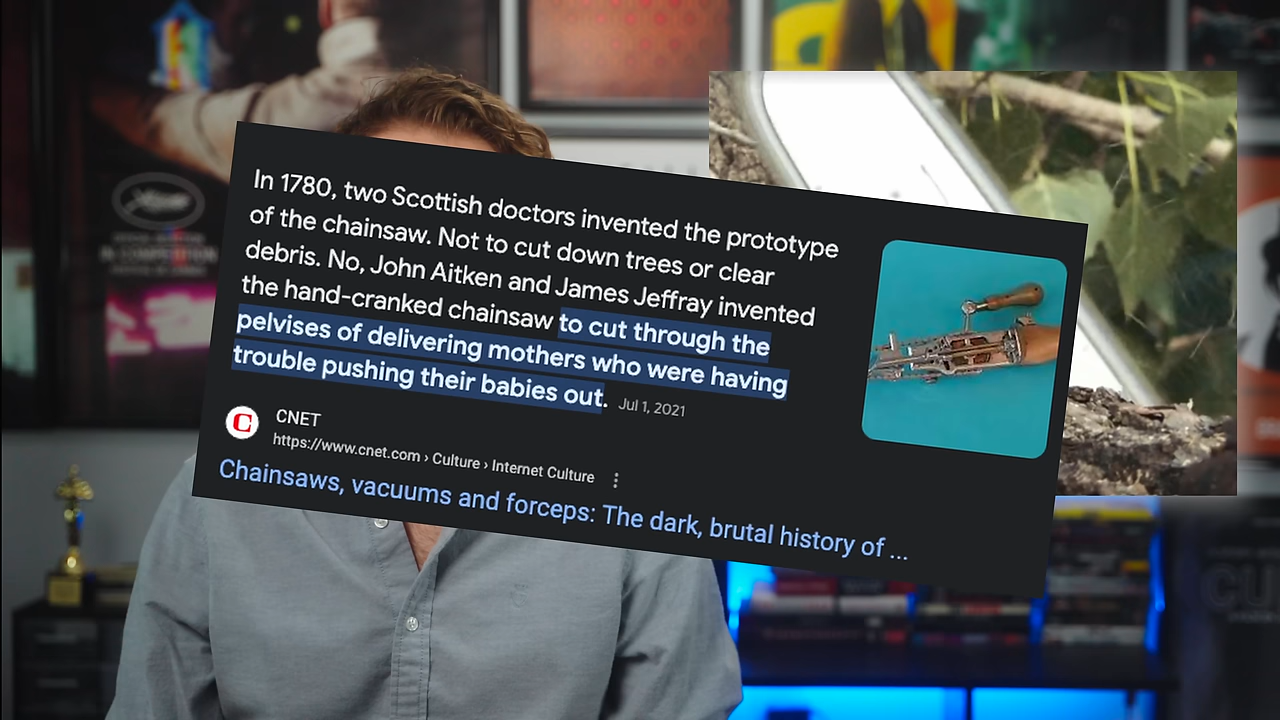 In 1780, two Scottish doctors invented the prototype
of the chainsaw. Not to cut down trees or clear
debris. No, John Aitken and James Jeffray invented
the hand-cranked chainsaw to cut through the
pelvises of delivering mothers who were having
trouble pushing their babies out. Jul 1, 2021
CNET
https://www.cnet.com › Culture › Internet Culture
Chainsaws, vacuums and forceps: The dark, brutal history of ...